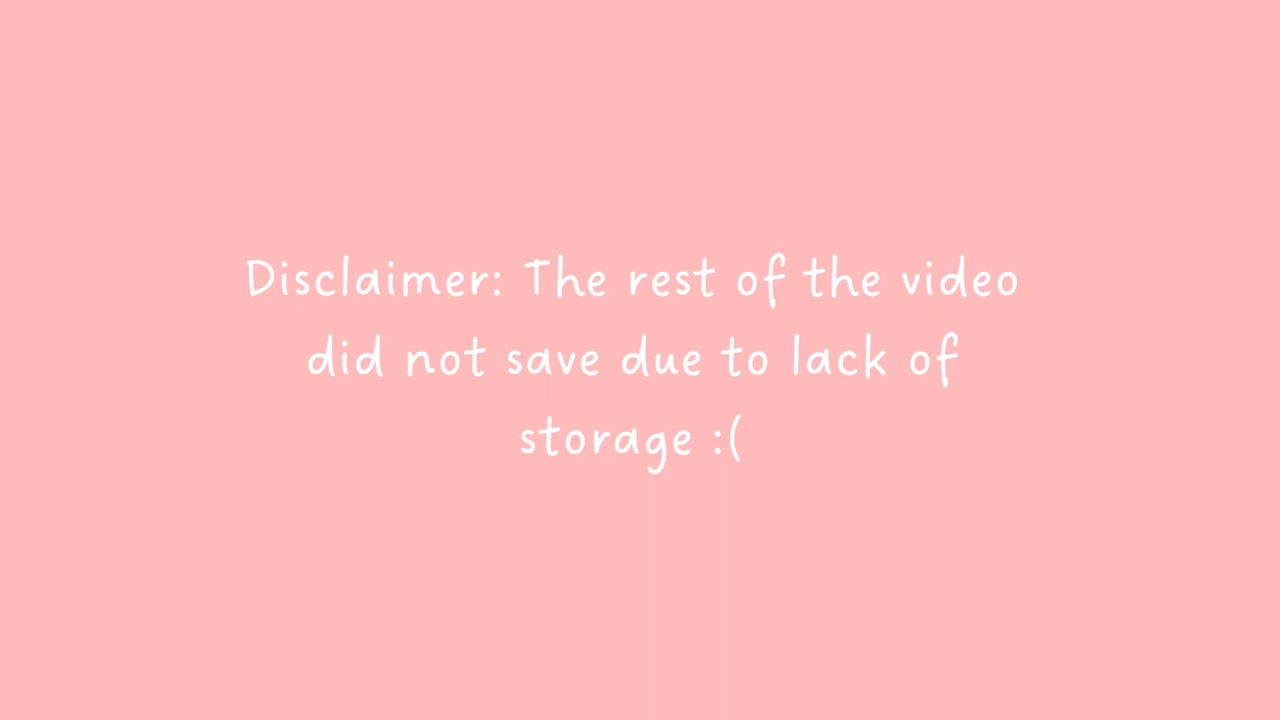 Disclaimer: The rest of the video
did not save due to lack of
storage :(